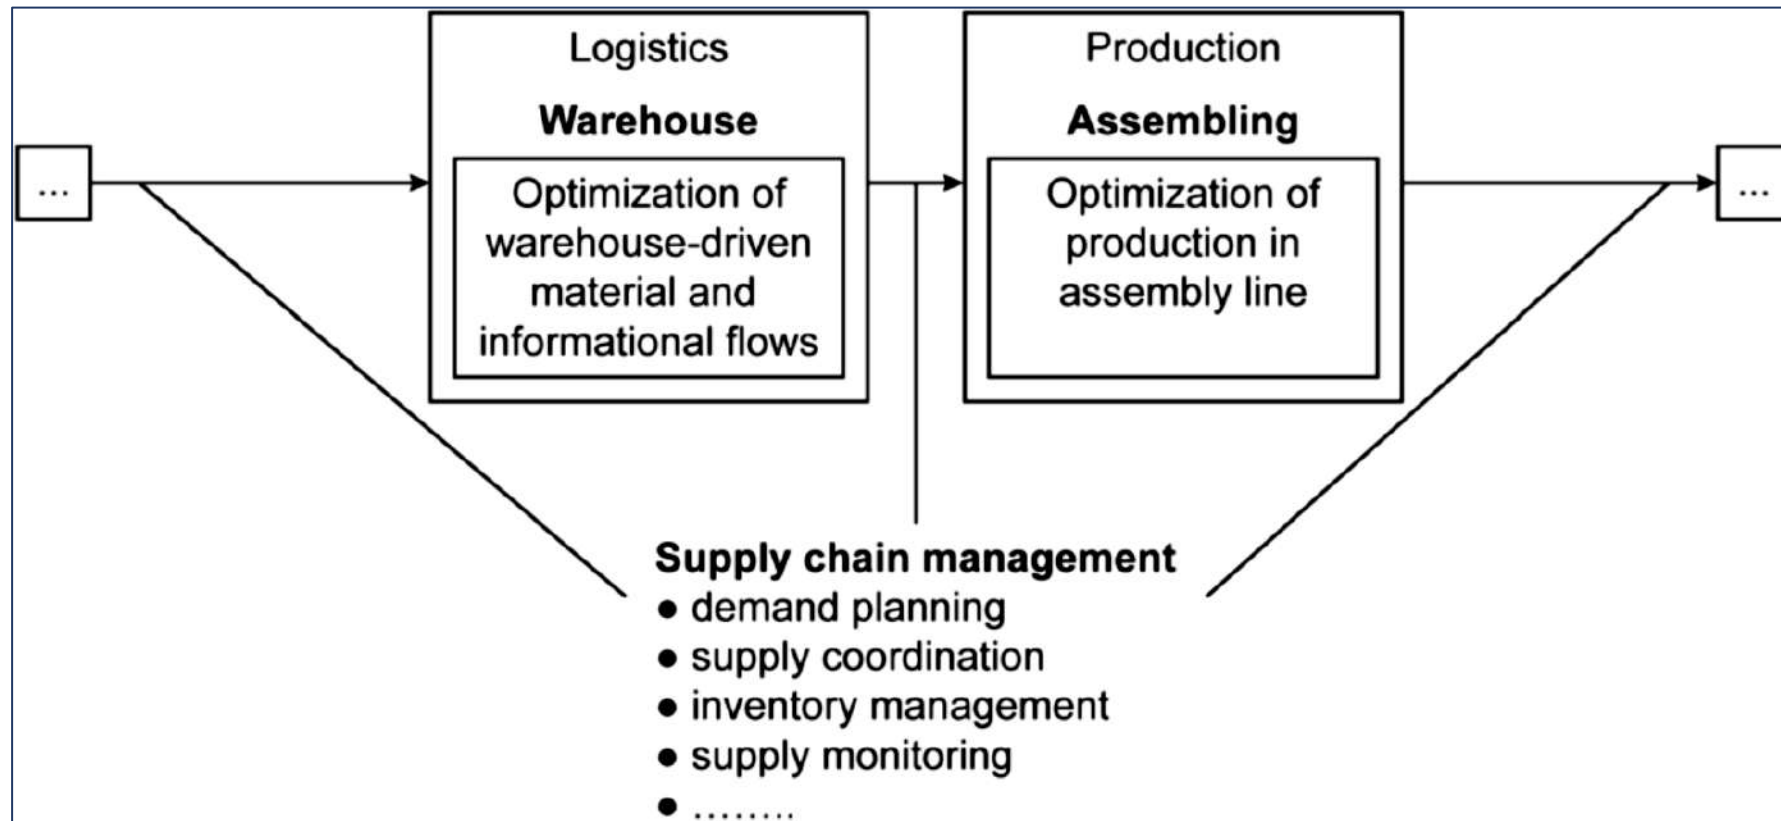 ...
Logistics
Warehouse
Optimization of
warehouse-driven
material and
informational flows
Production
Assembling
Optimization of
production in
assembly line
...
Supply chain management
● demand planning
● supply coordination
● inventory management
● supply monitoring
● ........